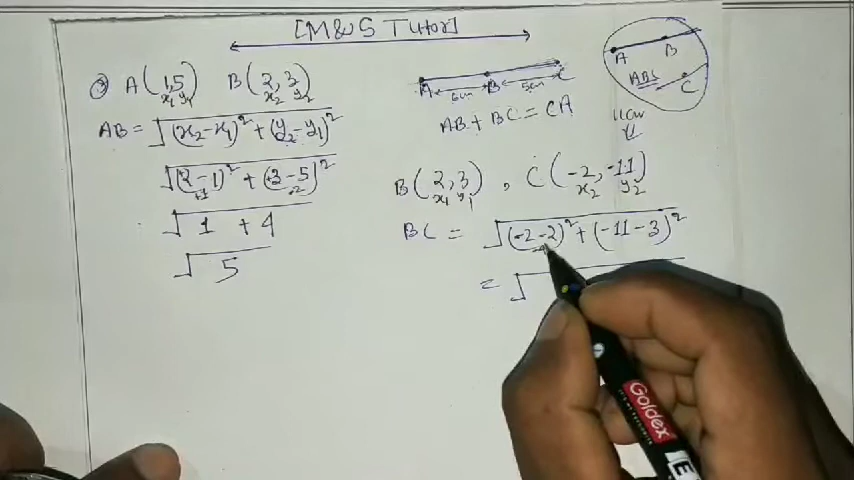 [M&S Tutor]
A(1,5) B(2,3)
x₁ y₁ x₂ y₂
AB = √(x₂-x₁)² + (y₂-y₁)²
√(2-1)² + (3-5)²
+1 -2
√1 + 4
√5
A B C
6cm 5cm
AB + BC = CA
A B
C
B(2,3), C(-2,-11)
x₁ y₁ x₂ y₂
BC = √(-2-2)² + (-11-3)²
= √
Goldex